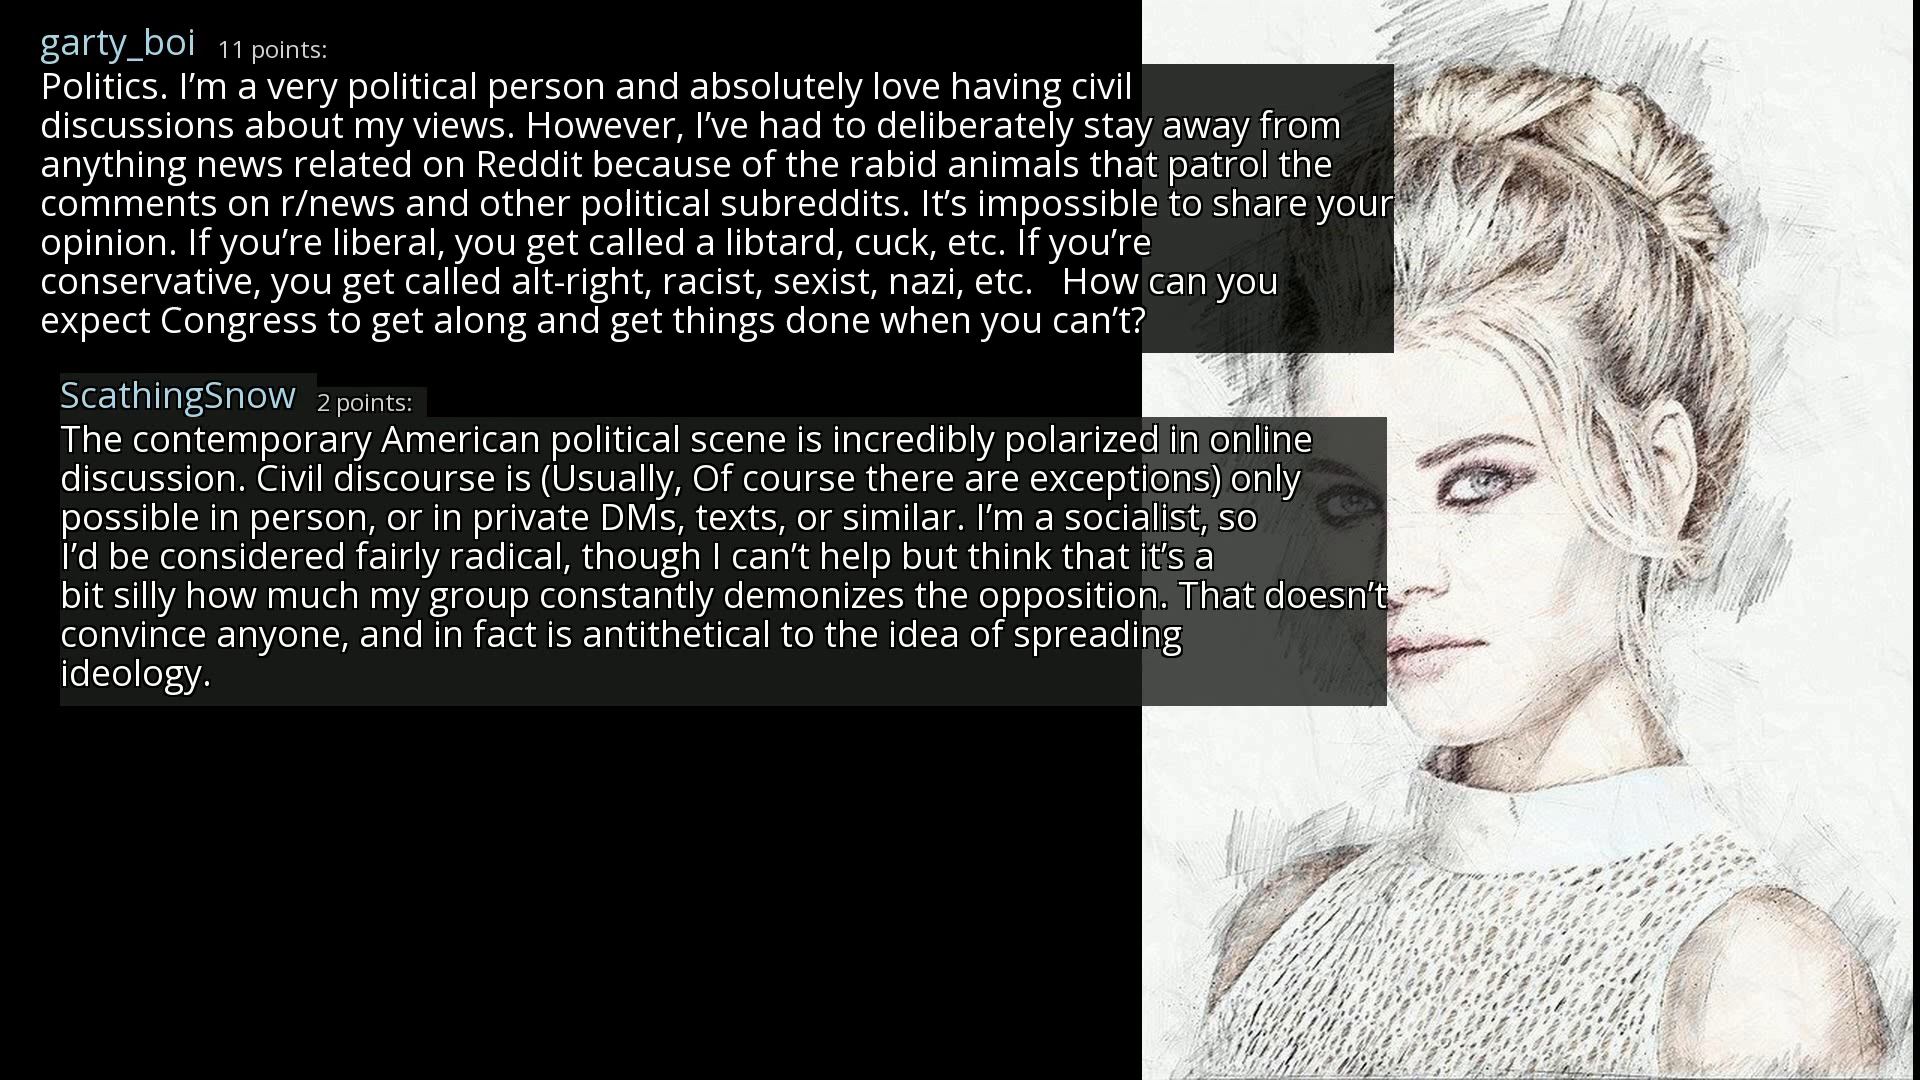 garty_boi 11 points:
Politics. I’m a very political person and absolutely love having civil
discussions about my views. However, I’ve had to deliberately stay away from
anything news related on Reddit because of the rabid animals that patrol the
comments on r/news and other political subreddits. It’s impossible to share your
opinion. If you’re liberal, you get called a libtard, cuck, etc. If you’re
conservative, you get called alt-right, racist, sexist, nazi, etc.   How can you
expect Congress to get along and get things done when you can’t?
ScathingSnow 2 points:
The contemporary American political scene is incredibly polarized in online
discussion. Civil discourse is (Usually, Of course there are exceptions) only
possible in person, or in private DMs, texts, or similar. I’m a socialist, so
I’d be considered fairly radical, though I can’t help but think that it’s a
bit silly how much my group constantly demonizes the opposition. That doesn’t
convince anyone, and in fact is antithetical to the idea of spreading
ideology.